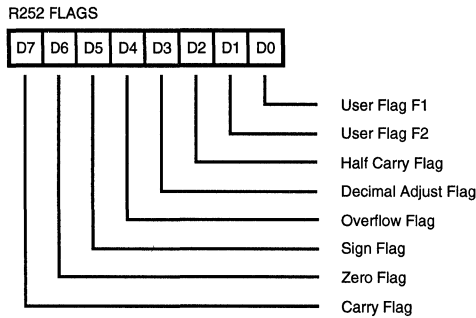 R252 FLAGS
D7 D6 D5 D4 D3 D2 D1 D0
User Flag F1
User Flag F2
Half Carry Flag
Decimal Adjust Flag
Overflow Flag
Sign Flag
Zero Flag
Carry Flag